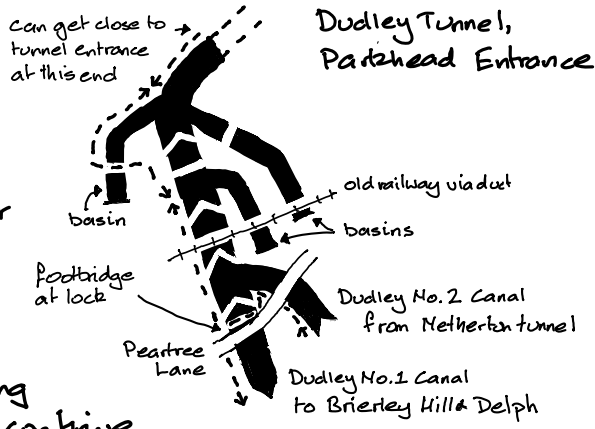 Dudley Tunnel,
Parkhead Entrance
Can get close to
tunnel entrance
at this end
old railway viaduct
basin
basins
footbridge
at lock
Dudley No. 2 Canal
from Netherton tunnel
Peartree
Lane
Dudley No.1 Canal
to Brierley Hill & Delph